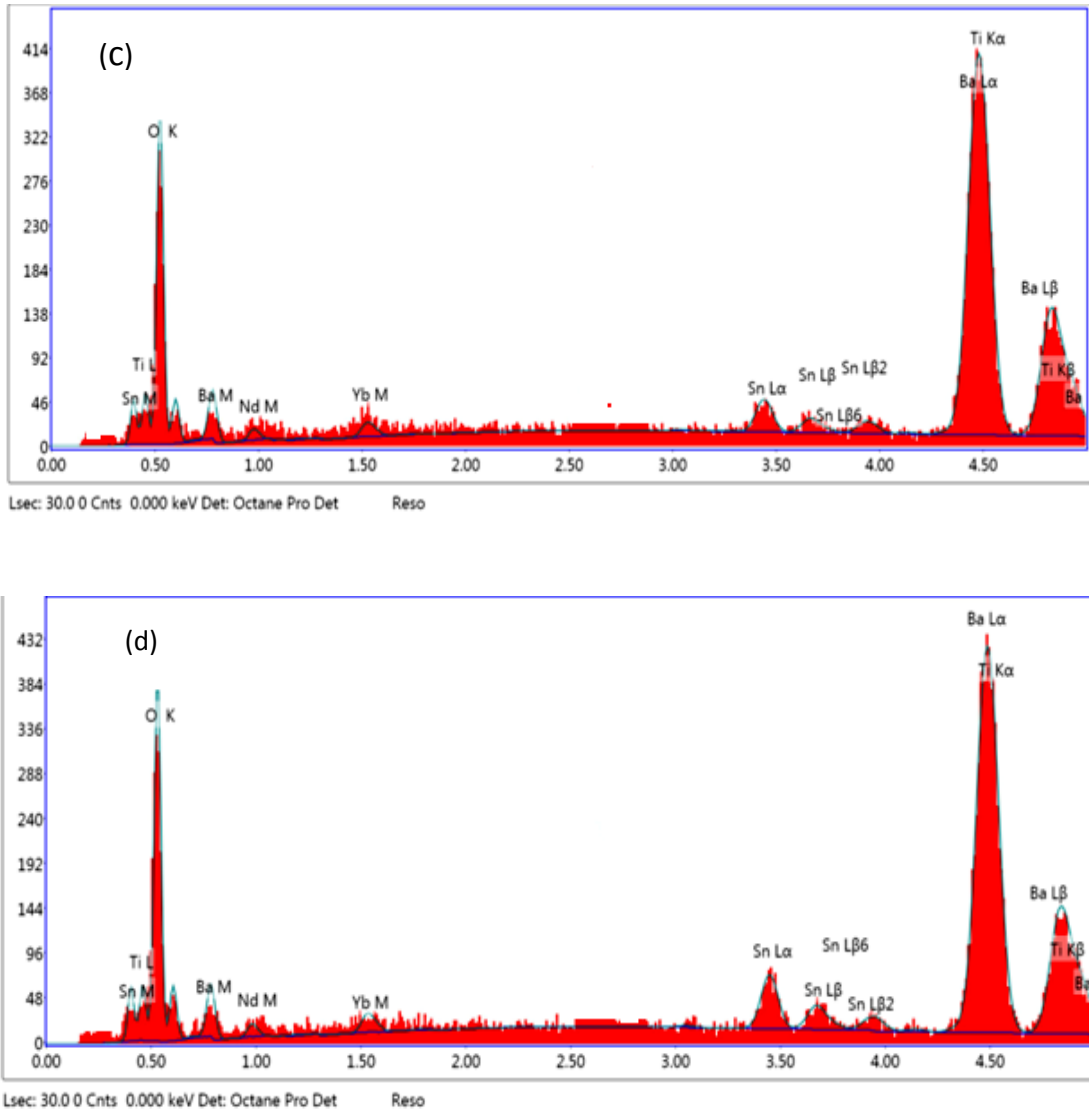 (C)
414
Ti Kα
368
Ba Lα
322
O K
276
230
184
138
Ba Lβ
92
Ti L
Sn Lβ Sn Lβ2
Ti Kβ
46
Sn M
Ba M
Nd M
Yb M
Sn Lα
Sn Lβ6
Ba
0
0.00 0.50 1.00 1.50 2.00 2.50 3.00 3.50 4.00 4.50
Lsec: 30.0 0 Cnts 0.000 keV Det: Octane Pro Det Reso
(d)
432
Ba Lα
384
Ti Kα
336
O K
288
240
192
144
Ba Lβ
96
Ti L
Sn Lα
Sn Lβ6
Ti Kβ
48
Sn M
Ba M
Nd M
Yb M
Sn Lβ
Sn Lβ2
Ba
0
0.00 0.50 1.00 1.50 2.00 2.50 3.00 3.50 4.00 4.50
Lsec: 30.0 0 Cnts 0.000 keV Det: Octane Pro Det Reso